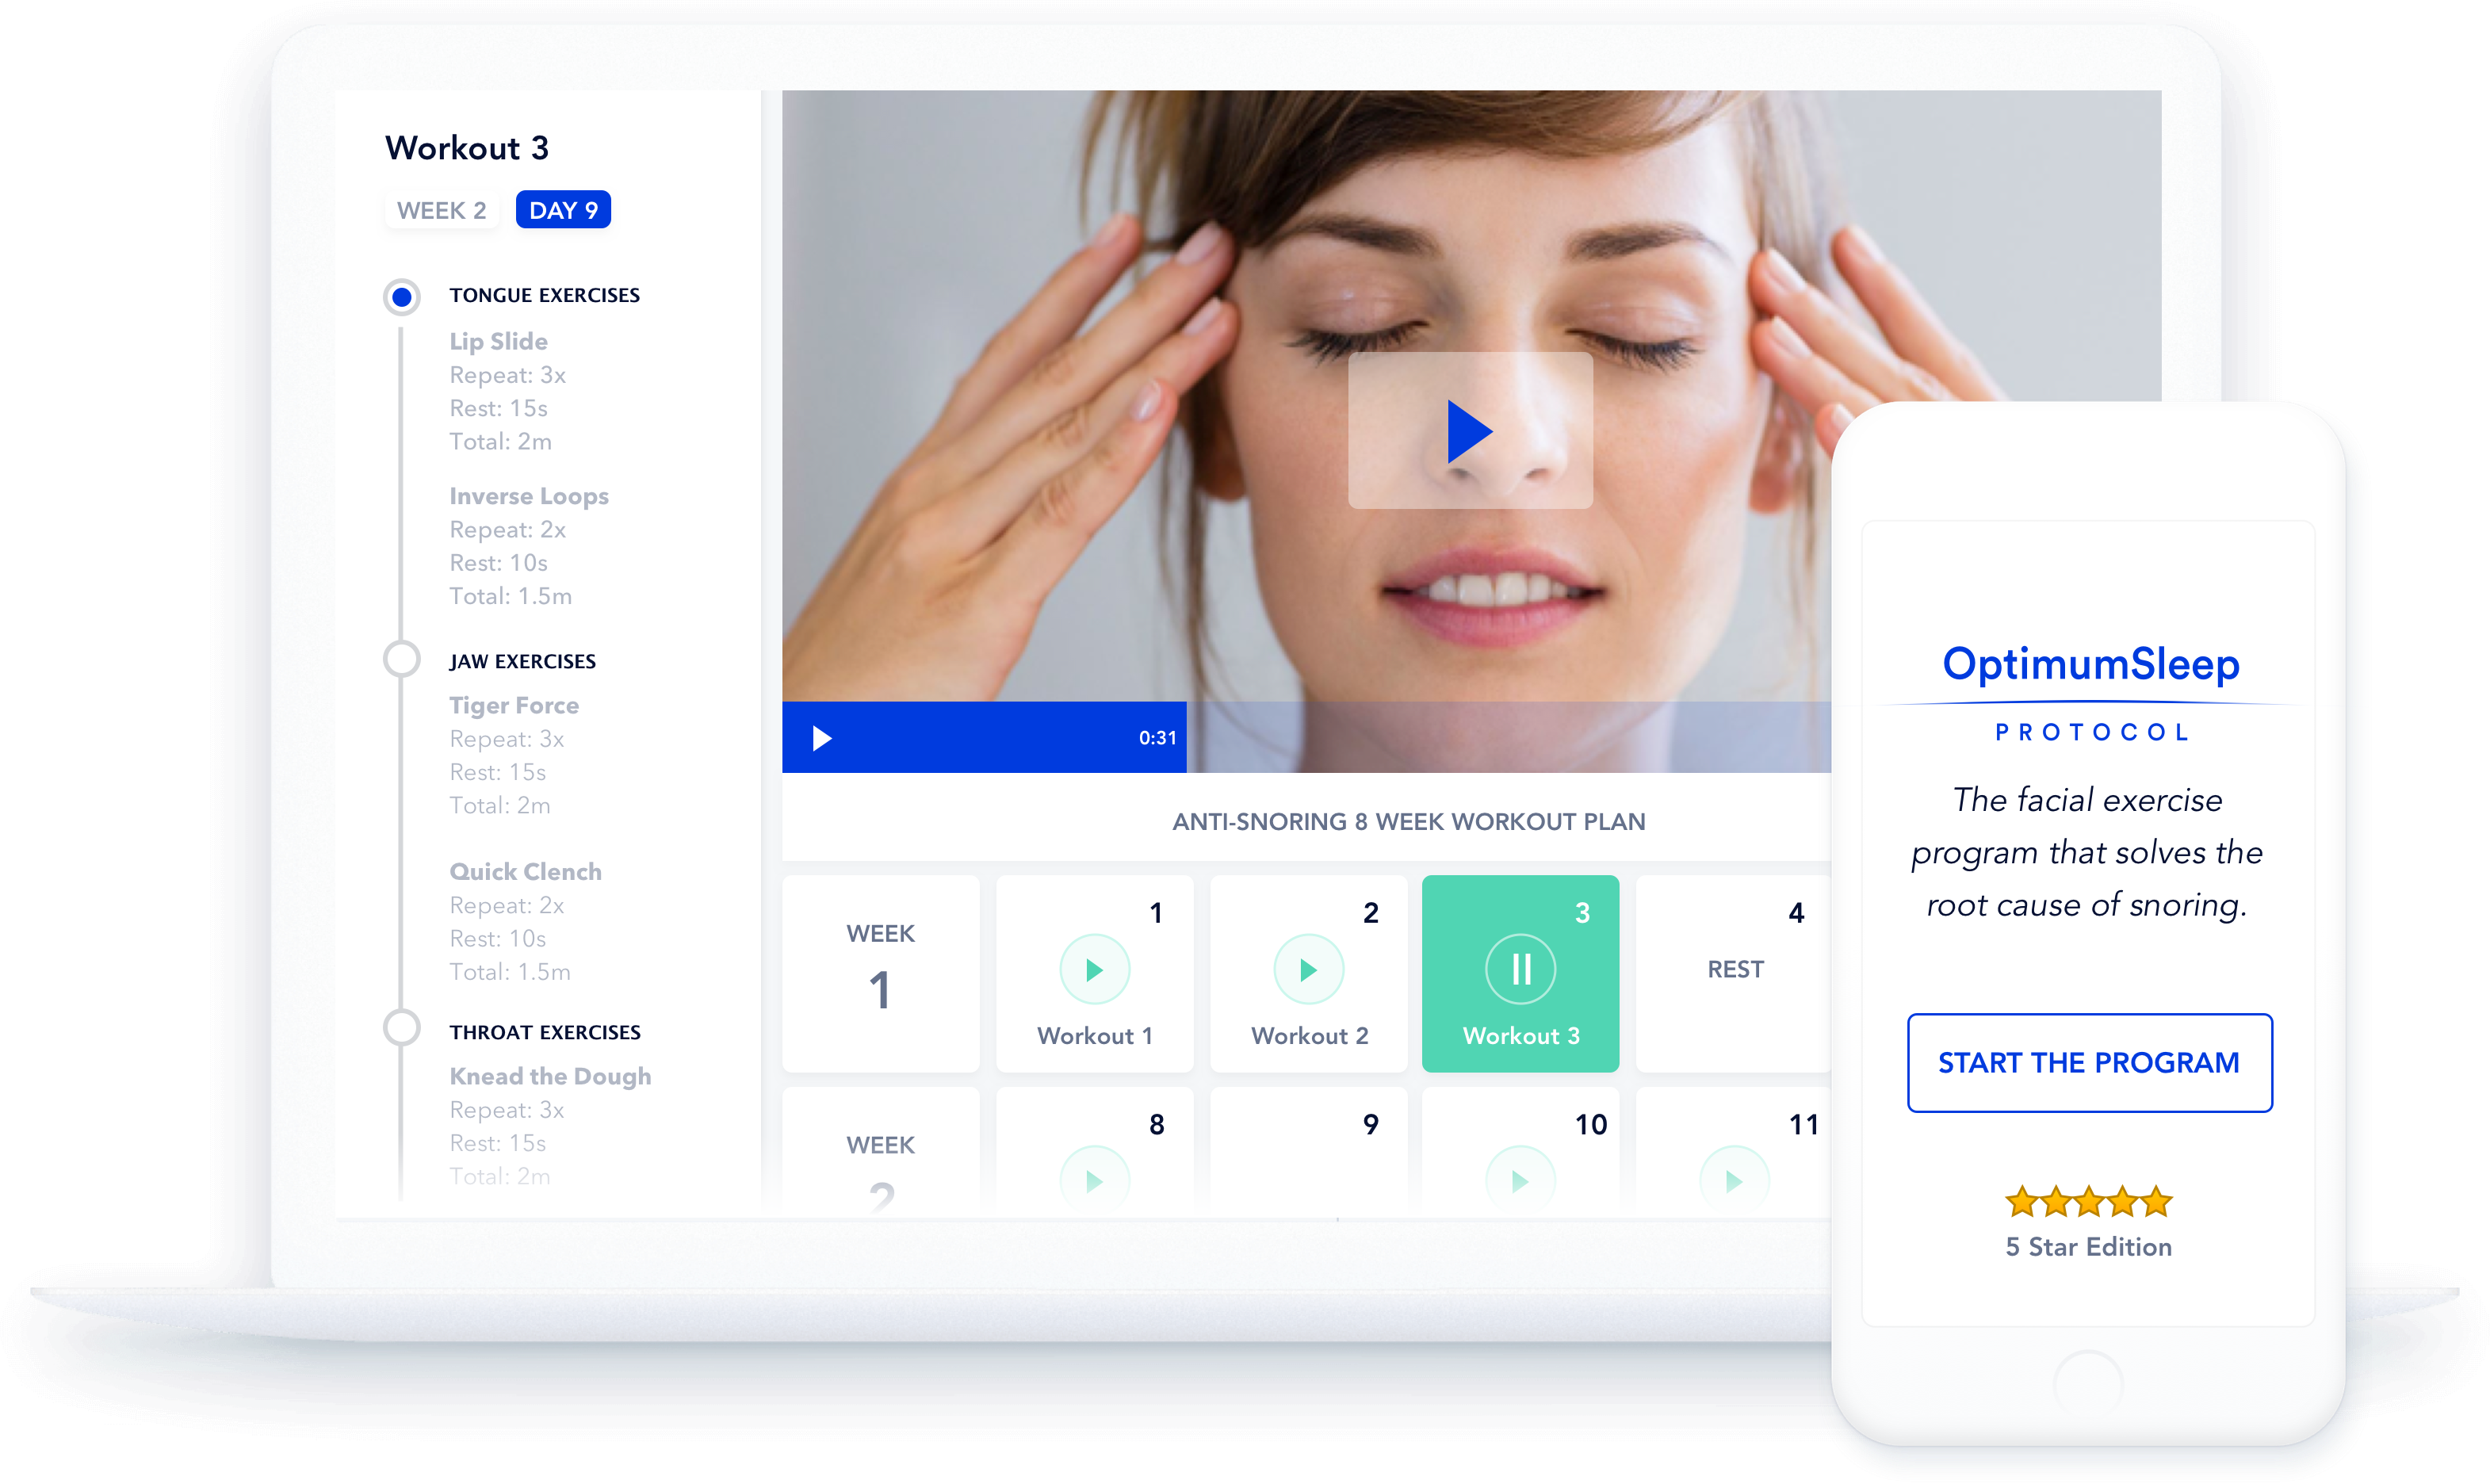 Workout 3
WEEK 2 DAY 9
TONGUE EXERCISES
Lip Slide
Repeat: 3x
Rest: 15s
Total: 2m
Inverse Loops
Repeat: 2x
Rest: 10s
Total: 1.5m
JAW EXERCISES
Tiger Force
Repeat: 3x
Rest: 15s
Total: 2m
Quick Clench
Repeat: 2x
Rest: 10s
Total: 1.5m
THROAT EXERCISES
Knead the Dough
Repeat: 3x
Rest: 15s
Total: 2m
0:31
ANTI-SNORING 8 WEEK WORKOUT PLAN
WEEK
1
1
Workout 1
2
Workout 2
3
Workout 3
4
REST
WEEK
2
8
9
10
11
OptimumSleep
PROTOCOL
The facial exercise
program that solves the
root cause of snoring.
START THE PROGRAM
5 Star Edition